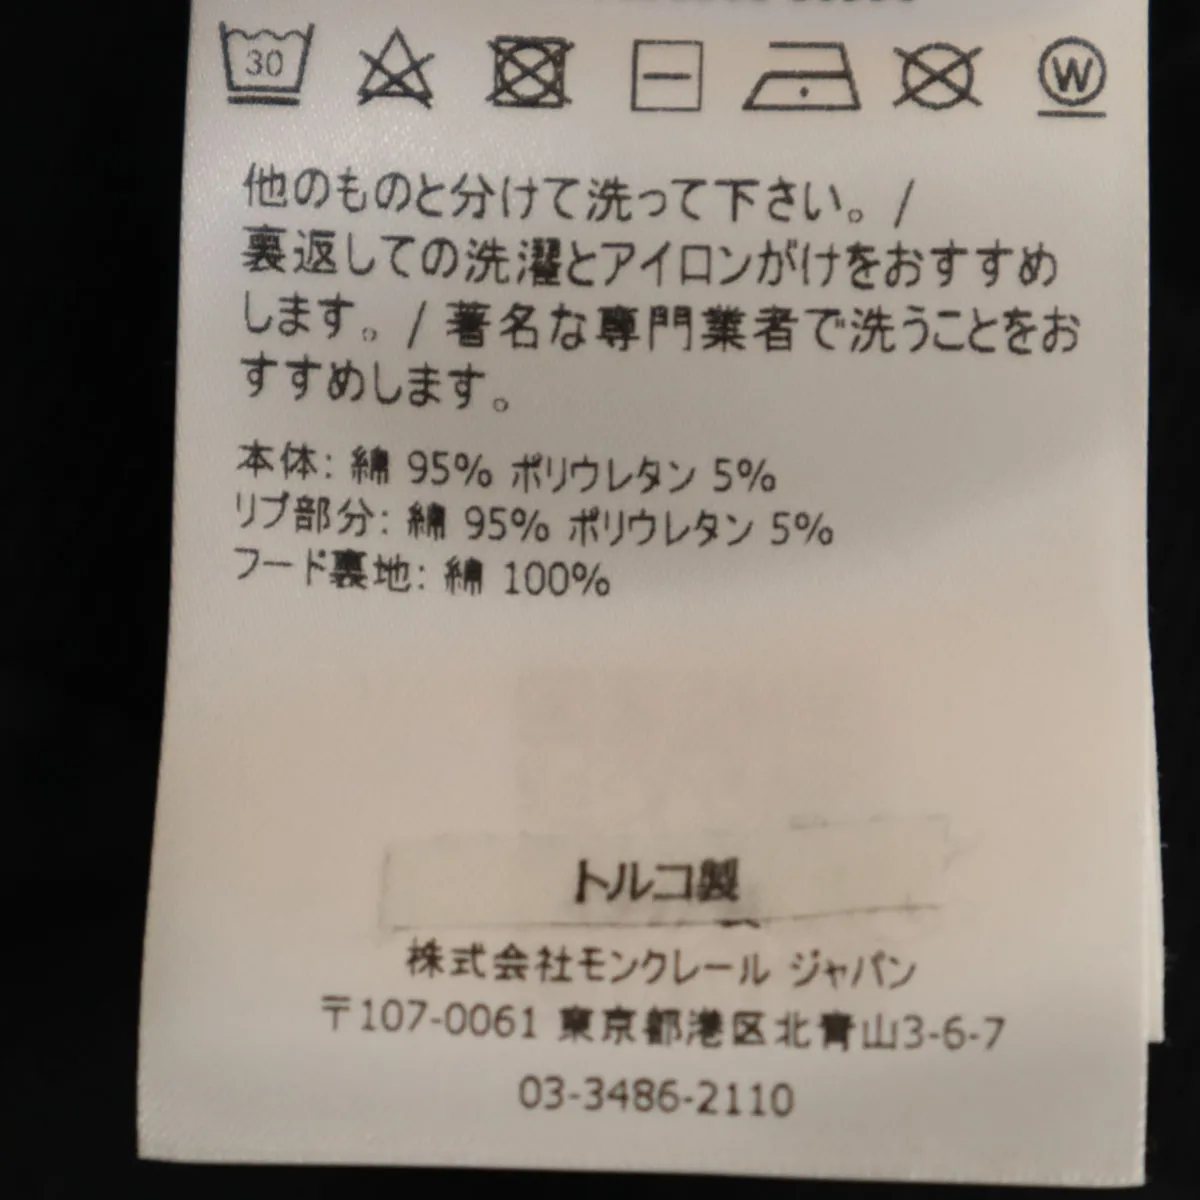 30
W
他のものと分けて洗って下さい。/
裏返しての洗濯とアイロンがけをおすすめ
します。/ 著名な専門業者で洗うことをお
すすめします。
本体: 綿 95% ポリウレタン 5%
リブ部分: 綿 95% ポリウレタン 5%
フード裏地: 綿 100%
トルコ製
株式会社モンクレール ジャパン
〒107-0061 東京都港区北青山3-6-7
03-3486-2110